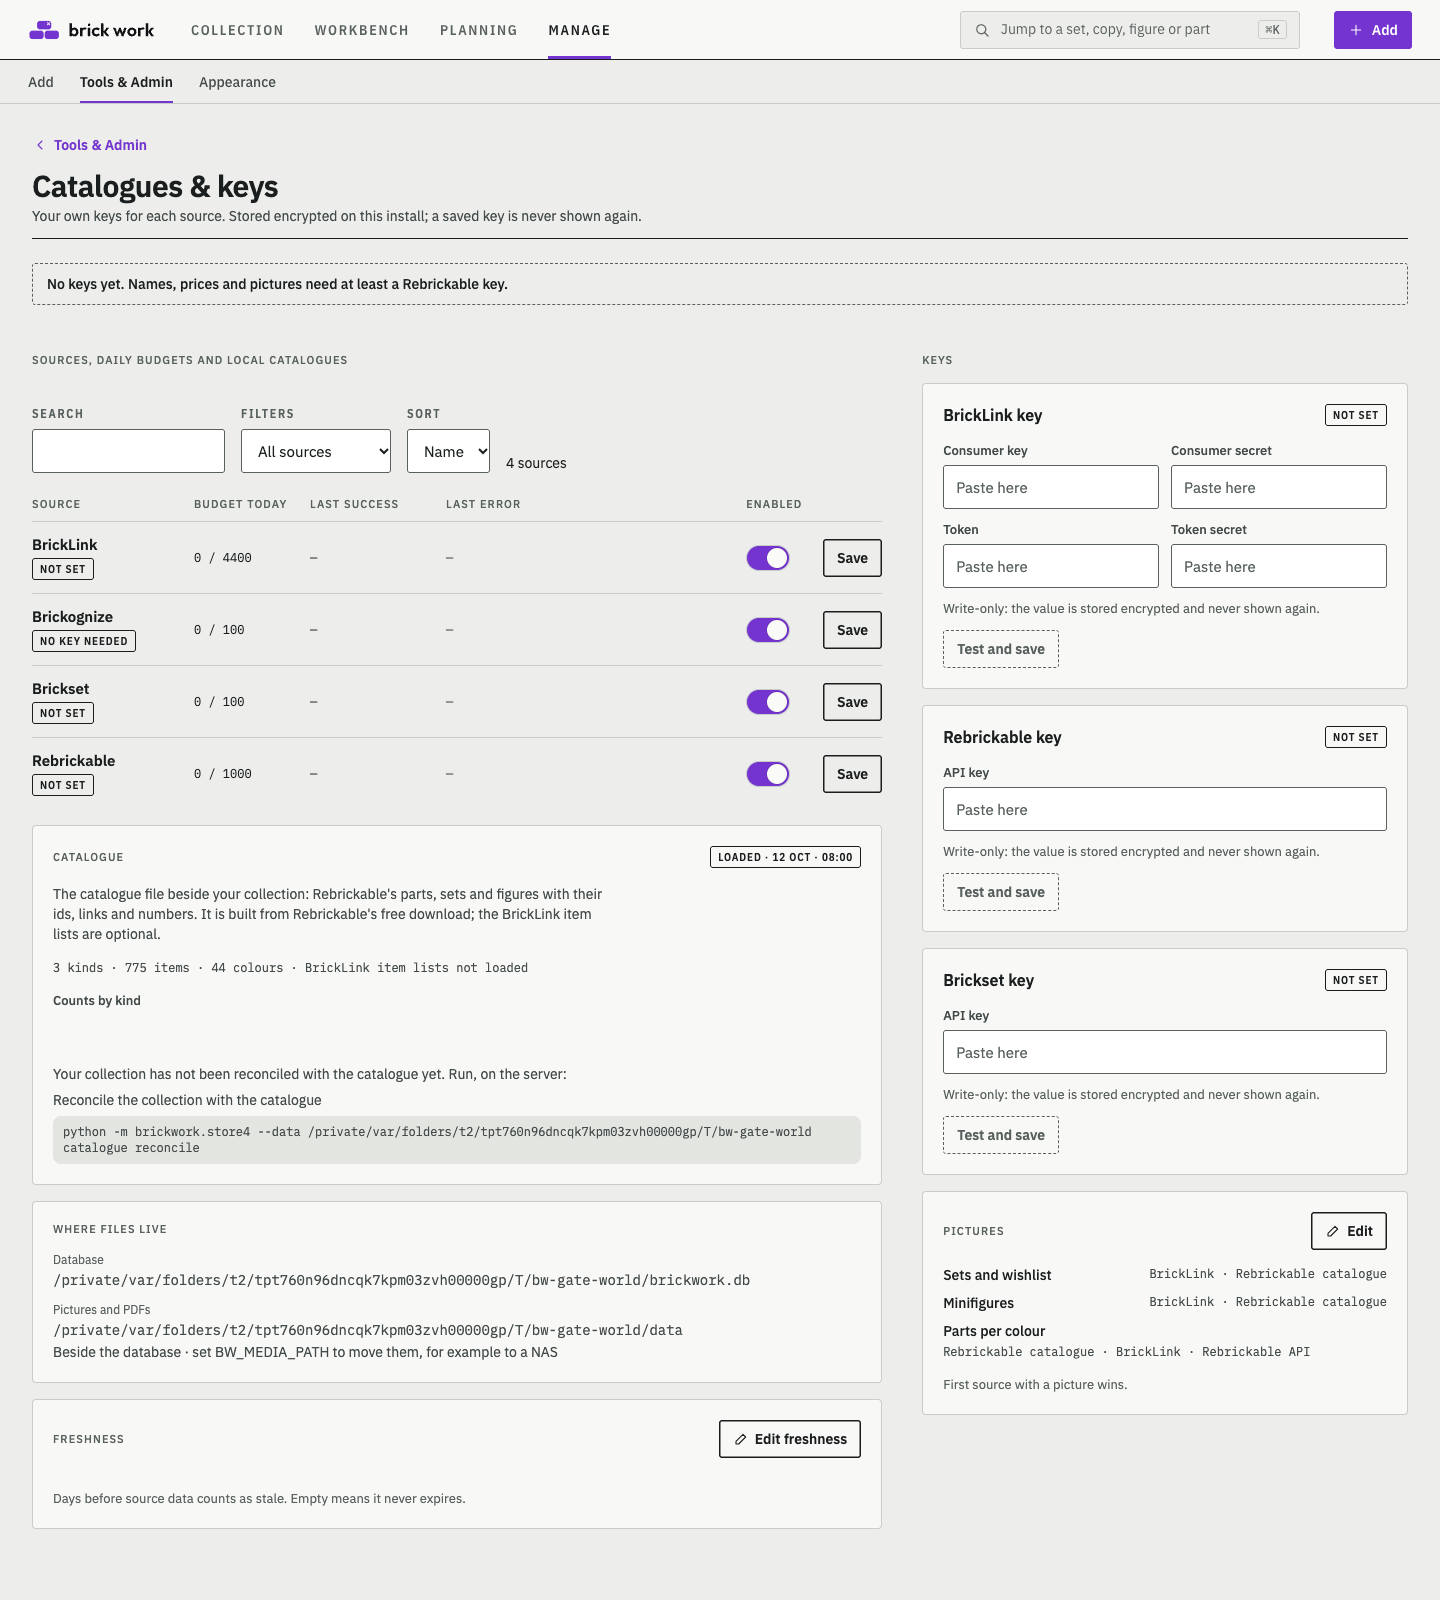 brick work
COLLECTION
WORKBENCH
PLANNING
MANAGE
Jump to a set, copy, figure or part
⌘K
Add
Add
Tools & Admin
Appearance
Tools & Admin
Catalogues & keys
Your own keys for each source. Stored encrypted on this install; a saved key is never shown again.
No keys yet. Names, prices and pictures need at least a Rebrickable key.
SOURCES, DAILY BUDGETS AND LOCAL CATALOGUES
SEARCH
FILTERS
SORT
All sources
Name
4 sources
SOURCE
BUDGET TODAY
LAST SUCCESS
LAST ERROR
ENABLED
BrickLink
NOT SET
0 / 4400
–
–
Save
Brickognize
NO KEY NEEDED
0 / 100
–
–
Save
Brickset
NOT SET
0 / 100
–
–
Save
Rebrickable
NOT SET
0 / 1000
–
–
Save
CATALOGUE
LOADED · 12 OCT · 08:00
The catalogue file beside your collection: Rebrickable's parts, sets and figures with their
ids, links and numbers. It is built from Rebrickable's free download; the BrickLink item
lists are optional.
3 kinds · 775 items · 44 colours · BrickLink item lists not loaded
Counts by kind
Your collection has not been reconciled with the catalogue yet. Run, on the server:
Reconcile the collection with the catalogue
python -m brickwork.store4 --data /private/var/folders/t2/tpt760n96dncqk7kpm03zvh00000gp/T/bw-gate-world
catalogue reconcile
WHERE FILES LIVE
Database
/private/var/folders/t2/tpt760n96dncqk7kpm03zvh00000gp/T/bw-gate-world/brickwork.db
Pictures and PDFs
/private/var/folders/t2/tpt760n96dncqk7kpm03zvh00000gp/T/bw-gate-world/data
Beside the database · set BW_MEDIA_PATH to move them, for example to a NAS
FRESHNESS
Edit freshness
Days before source data counts as stale. Empty means it never expires.
KEYS
BrickLink key
NOT SET
Consumer key
Consumer secret
Paste here
Paste here
Token
Token secret
Paste here
Paste here
Write-only: the value is stored encrypted and never shown again.
Test and save
Rebrickable key
NOT SET
API key
Paste here
Write-only: the value is stored encrypted and never shown again.
Test and save
Brickset key
NOT SET
API key
Paste here
Write-only: the value is stored encrypted and never shown again.
Test and save
PICTURES
Edit
Sets and wishlist
BrickLink · Rebrickable catalogue
Minifigures
BrickLink · Rebrickable catalogue
Parts per colour
Rebrickable catalogue · BrickLink · Rebrickable API
First source with a picture wins.